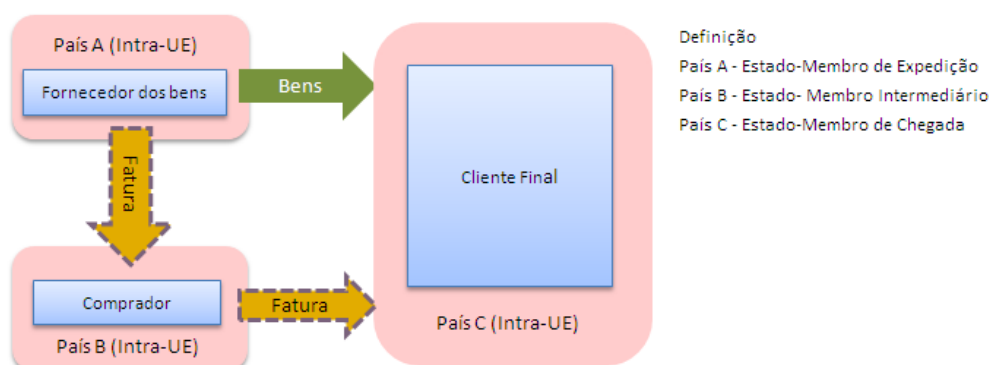 País A (Intra-UE)
Fornecedor dos bens
Bens
Fatura
Comprador
País B (Intra-UE)
Fatura
Cliente Final
País C (Intra-UE)
Definição
País A - Estado-Membro de Expedição
País B - Estado- Membro Intermediário
País C - Estado-Membro de Chegada